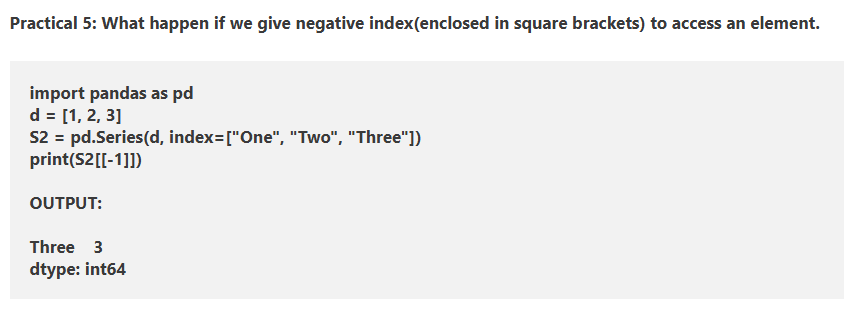 Practical 5: What happen if we give negative index(enclosed in square brackets) to access an element.
import pandas as pd
d = [1, 2, 3]
S2 = pd.Series(d, index=["One", "Two", "Three"])
print(S2[[-1]])
OUTPUT:
Three    3
dtype: int64